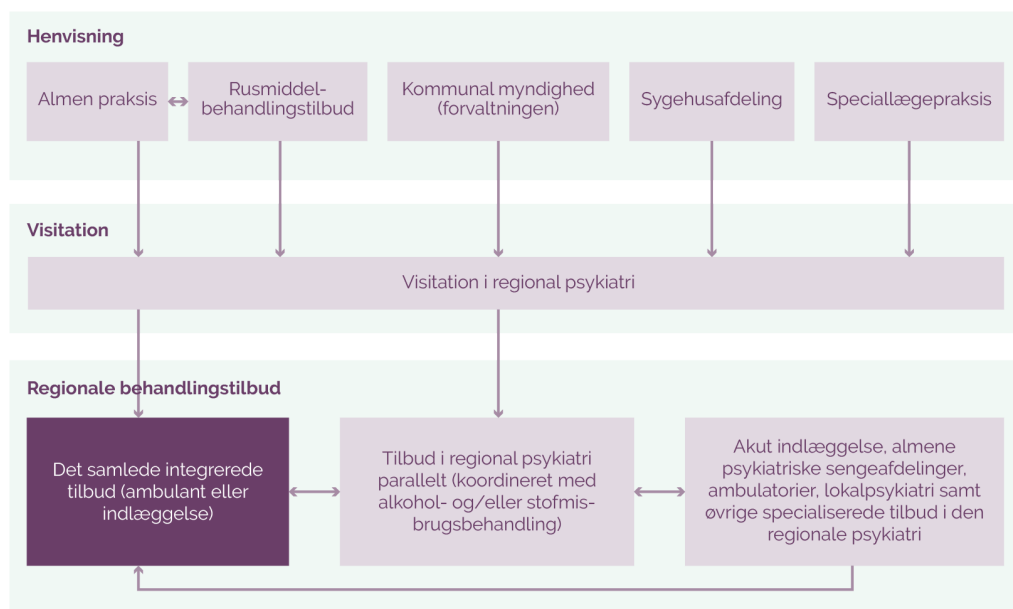 Henvisning
Almen praksis
Rusmiddel-
behandlingstilbud
Kommunal myndighed
(forvaltningen)
Sygehusafdeling
Speciallægepraksis
Visitation
Visitation i regional psykiatri
Regionale behandlingstilbud
Det samlede integrerede
tilbud (ambulant eller
indlæggelse)
Tilbud i regional psykiatri
parallelt (koordineret med
alkohol- og/eller stofmis-
brugsbehandling)
Akut indlæggelse, almene
psykiatriske sengeafdelinger,
ambulatorier, lokalpsykiatri samt
øvrige specialiserede tilbud i den
regionale psykiatri